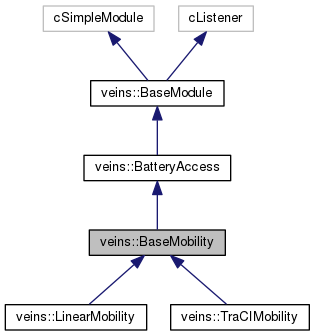 cSimpleModule
cListener
veins::BaseModule
veins::BatteryAccess
veins::BaseMobility
veins::LinearMobility
veins::TraCIMobility